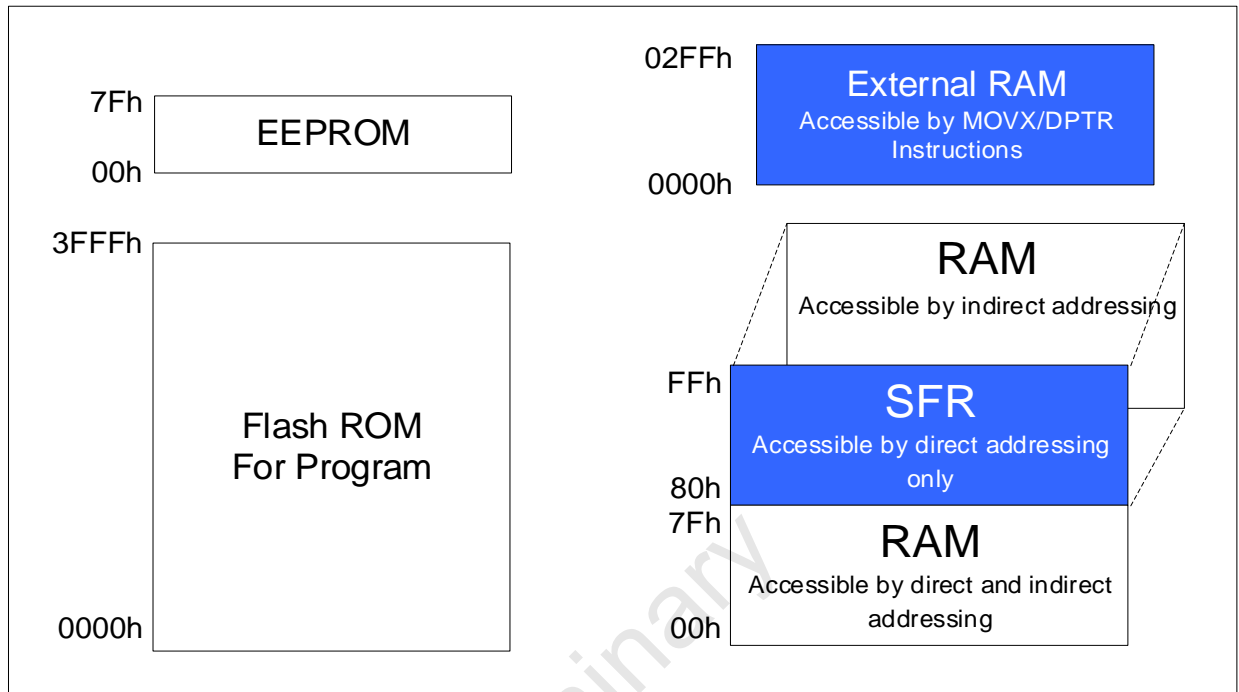 7Fh
EEPROM
00h
3FFFh
Flash ROM
For Program
0000h
02FFh
External RAM
Accessible by MOVX/DPTR
Instructions
0000h
RAM
Accessible by indirect addressing
FFh
SFR
Accessible by direct addressing
only
80h
7Fh
RAM
Accessible by direct and indirect
addressing
00h